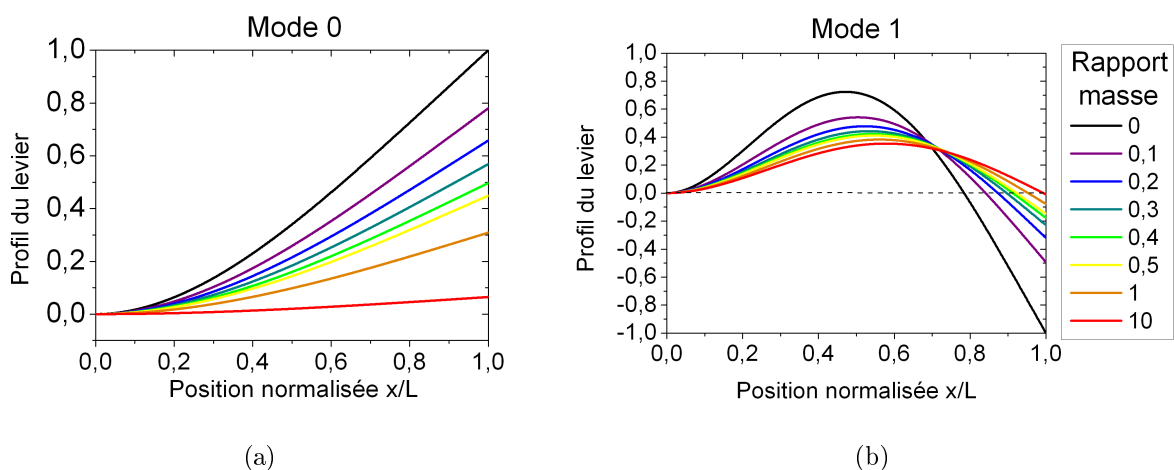 Mode 0
Profil du levier
1,0
0,8
0,6
0,4
0,2
0,0
0,0 0,2 0,4 0,6 0,8 1,0
Position normalisée x/L
(a)
Mode 1
Profil du levier
1,0
0,8
0,6
0,4
0,2
0,0
-0,2
-0,4
-0,6
-0,8
-1,0
0,0 0,2 0,4 0,6 0,8 1,0
Position normalisée x/L
(b)
Rapport
masse
0
0,1
0,2
0,3
0,4
0,5
1
10